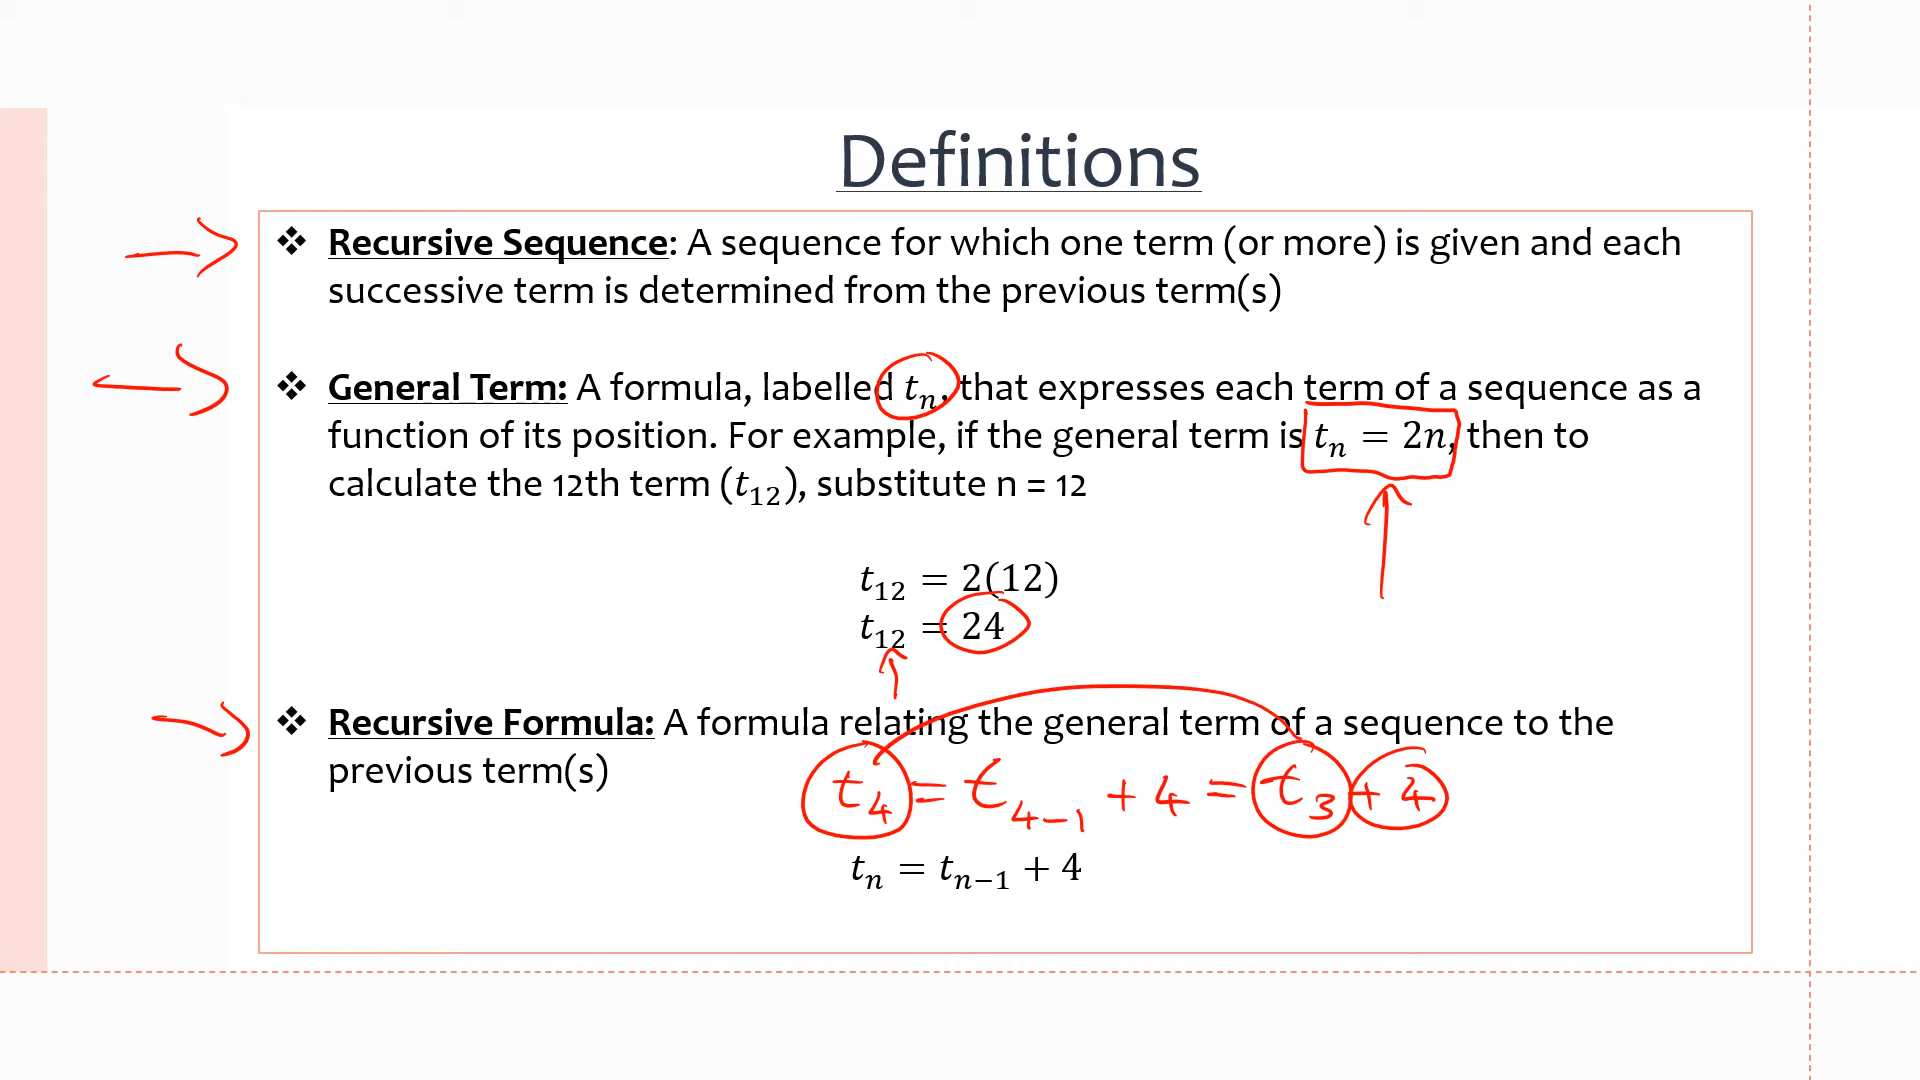 Definitions
❖ Recursive Sequence: A sequence for which one term (or more) is given and each
successive term is determined from the previous term(s)
❖ General Term: A formula, labelled tₙ, that expresses each term of a sequence as a
function of its position. For example, if the general term is tₙ = 2n, then to
calculate the 12th term (t₁₂), substitute n = 12
t₁₂ = 2(12)
t₁₂ = 24
❖ Recursive Formula: A formula relating the general term of a sequence to the
previous term(s)
t₄ = t₄₋₁ + 4 = t₃ + 4
tₙ = tₙ₋₁ + 4